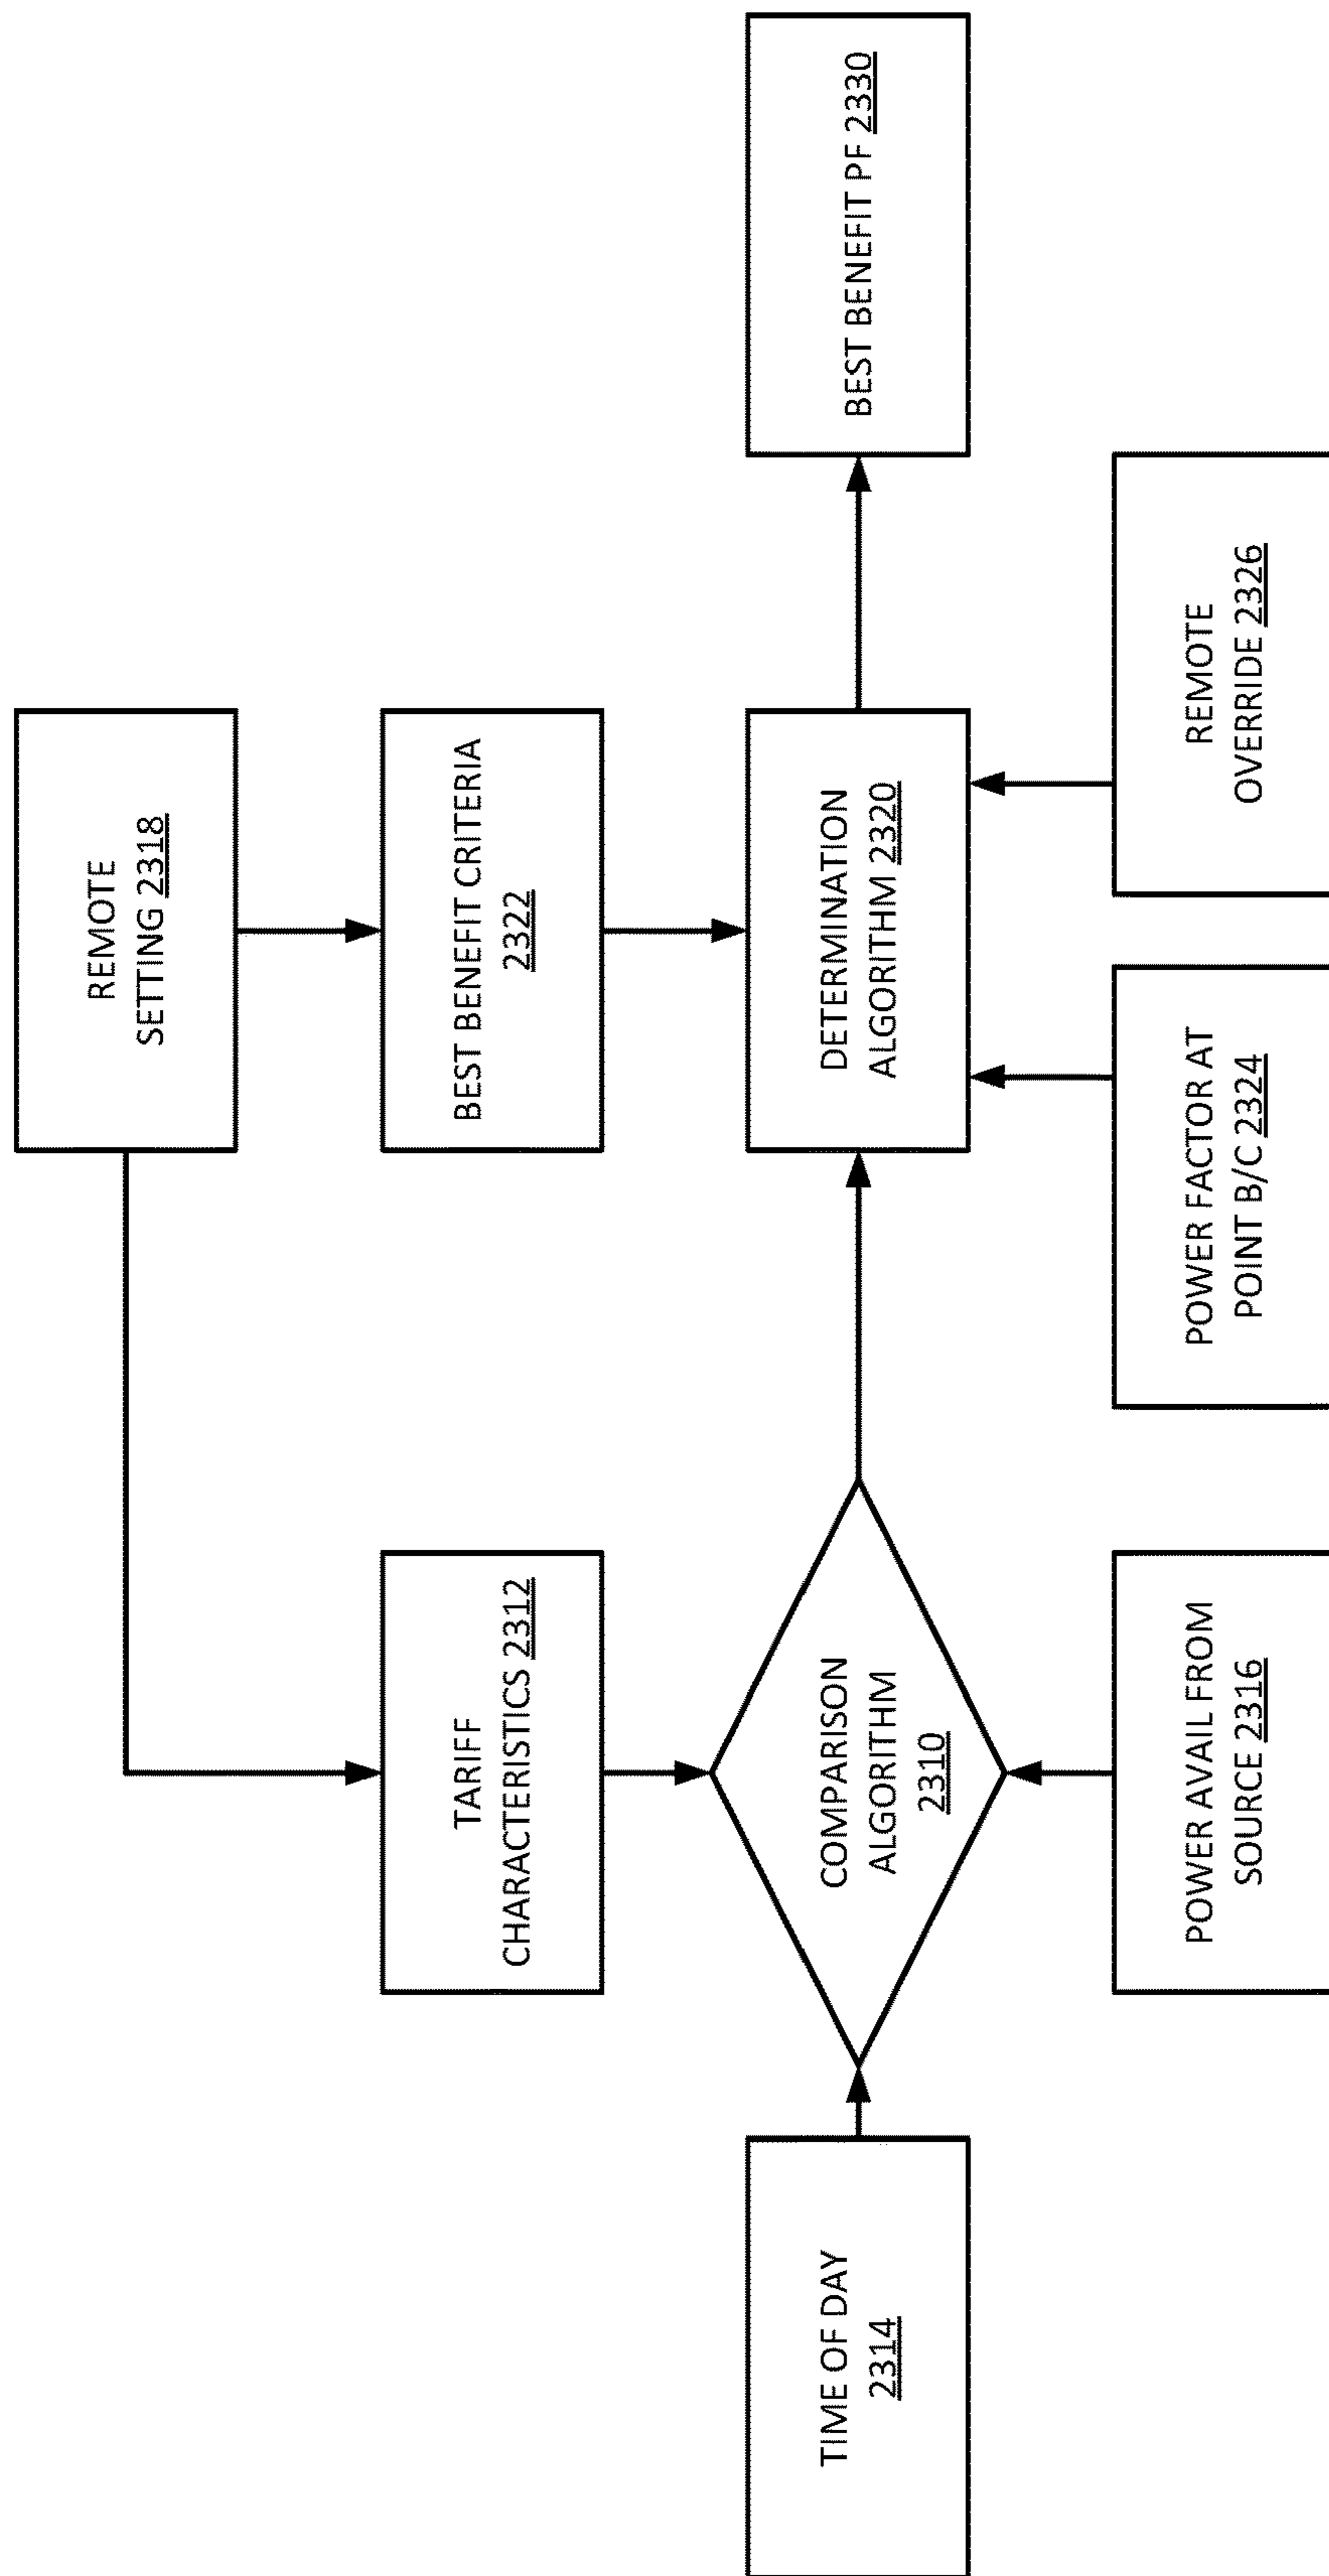 REMOTE
SETTING 2318
TARIFF
CHARACTERISTICS 2312
BEST BENEFIT CRITERIA
2322
TIME OF DAY
2314
COMPARISON
ALGORITHM
2310
DETERMINATION
ALGORITHM 2320
BEST BENEFIT PF 2330
POWER AVAIL FROM
SOURCE 2316
POWER FACTOR AT
POINT B/C 2324
REMOTE
OVERRIDE 2326